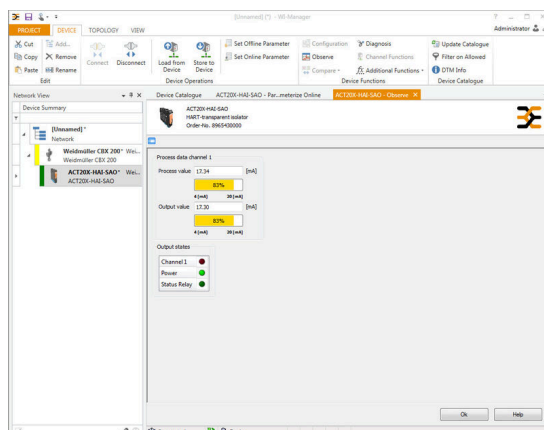 [Unnamed] (*) - WI-Manager
PROJECT DEVICE TOPOLOGY VIEW Administrator
Cut Add... Set Offline Parameter Configuration Diagnosis Update Catalogue
Copy Remove Connect Disconnect Load from Device Store to Device Set Online Parameter Observe Channel Functions Filter on Allowed
Paste Rename Compare Additional Functions DTM Info
Edit Device Operations Device Functions Device Catalogue
Network View Device Catalogue ACT20X-HAI-SAO - Par...meterize Online ACT20X-HAI-SAO - Observe
Device Summary
ACT20X-HAI-SAO
HART-transparent isolator
Order-No. 8965430000
[Unnamed]*
Network
Weidmüller CBX 200* Wei...
Weidmüller CBX 200
ACT20X-HAI-SAO* Wei...
ACT20X-HAI-SAO
Process data channel 1
Process value 17.34 [mA]
83%
4 [mA] 20 [mA]
Output value 17.30 [mA]
83%
4 [mA] 20 [mA]
Output states
Channel 1
Power
Status Relay
Ok Help